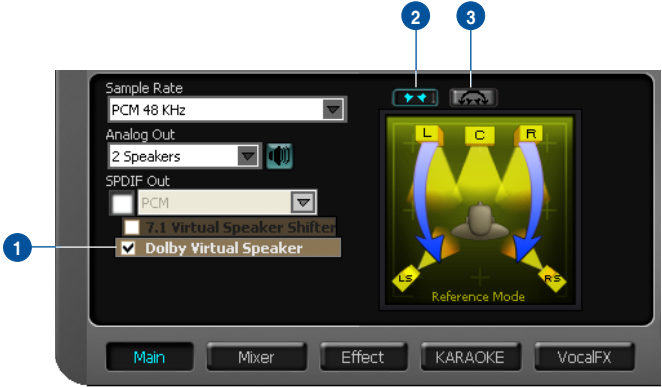 2
3
Sample Rate
PCM 48 KHz
Analog Out
2 Speakers
SPDIF Out
PCM
7.1 Virtual Speaker Shifter
1
Dolby Virtual Speaker
L C R
LS RS
Reference Mode
Main Mixer Effect KARAOKE VocalFX